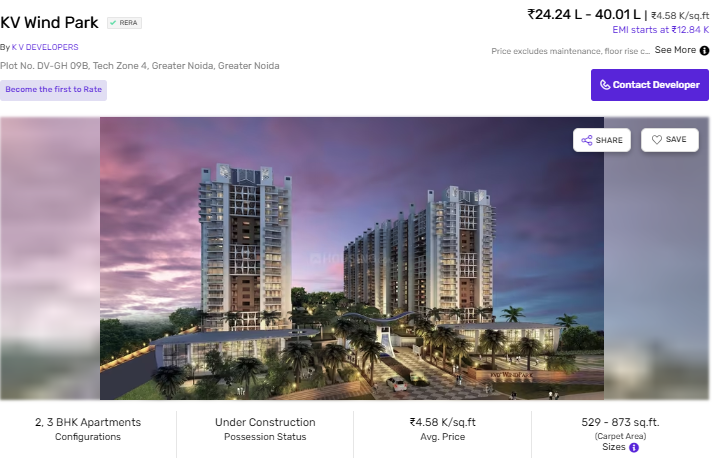 KV Wind Park
RERA
₹24.24 L - 40.01 L | ₹4.58 K/sq.ft
EMI starts at ₹12.84 K
By K V DEVELOPERS
Price excludes maintenance, floor rise c... See More
Plot No. DV-GH 09B, Tech Zone 4, Greater Noida, Greater Noida
Become the first to Rate
Contact Developer
SHARE
SAVE
2, 3 BHK Apartments
Configurations
Under Construction
Possession Status
₹4.58 K/sq.ft
Avg. Price
529 - 873 sq.ft.
(Carpet Area)
Sizes